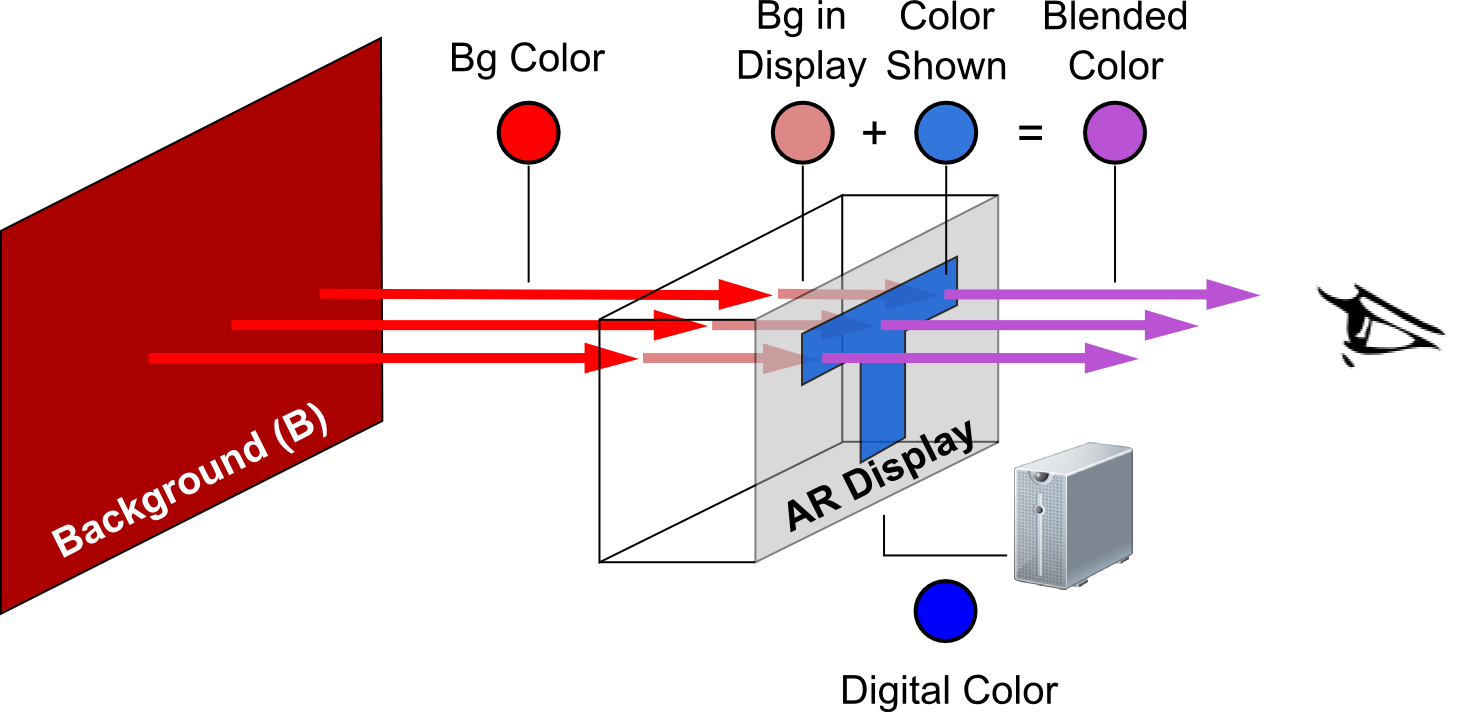 Bg Color
Bg in
Display
+
Color
Shown
=
Blended
Color
Background (B)
AR Display
Digital Color